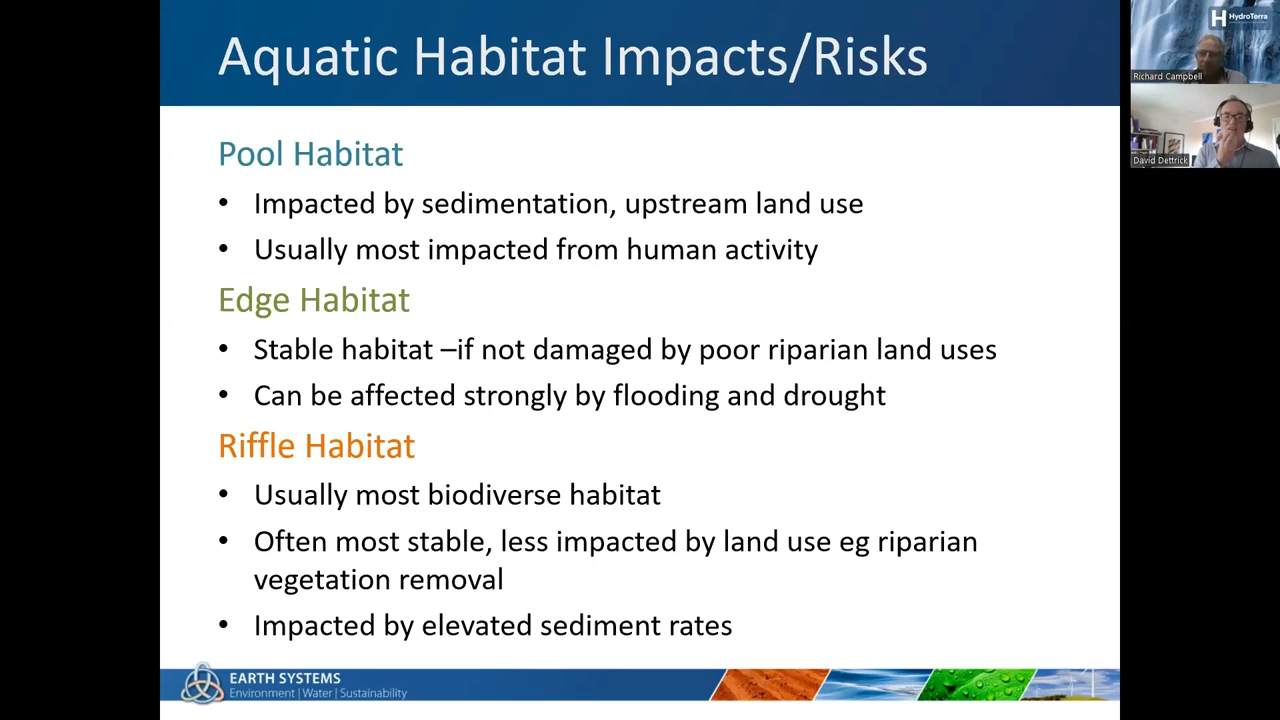 Aquatic Habitat Impacts/Risks
Pool Habitat
• Impacted by sedimentation, upstream land use
• Usually most impacted from human activity
Edge Habitat
• Stable habitat –if not damaged by poor riparian land uses
• Can be affected strongly by flooding and drought
Riffle Habitat
• Usually most biodiverse habitat
• Often most stable, less impacted by land use eg riparian
vegetation removal
• Impacted by elevated sediment rates
EARTH SYSTEMS
Environment | Water | Sustainability
HydroTerra
Richard Campbell
David Dettrick